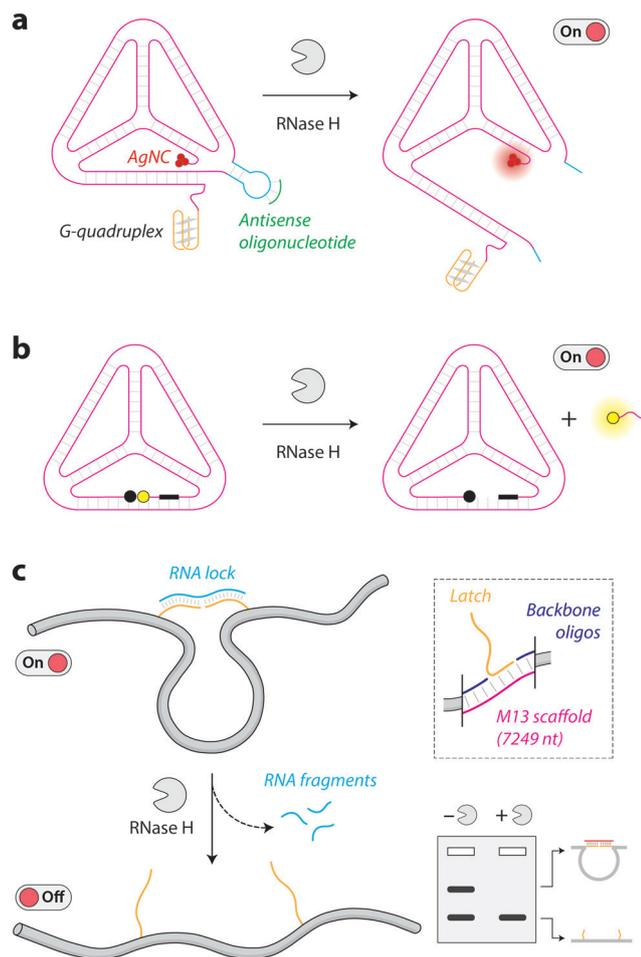 a
On
RNase H
AgNC
G-quadruplex
Antisense
oligonucleotide
b
On
RNase H
+
c
RNA lock
On
Latch
Backbone
oligos
M13 scaffold
(7249 nt)
RNase H
RNA fragments
Off
– +